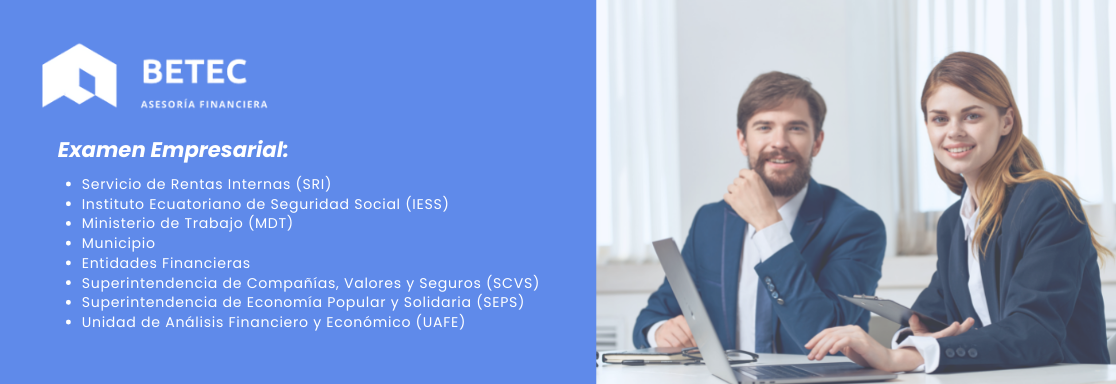 BETEC
ASESORÍA FINANCIERA
Examen Empresarial:
• Servicio de Rentas Internas (SRI)
• Instituto Ecuatoriano de Seguridad Social (IESS)
• Ministerio de Trabajo (MDT)
• Municipio
• Entidades Financieras
• Superintendencia de Compañías, Valores y Seguros (SCVS)
• Superintendencia de Economía Popular y Solidaria (SEPS)
• Unidad de Análisis Financiero y Económico (UAFE)